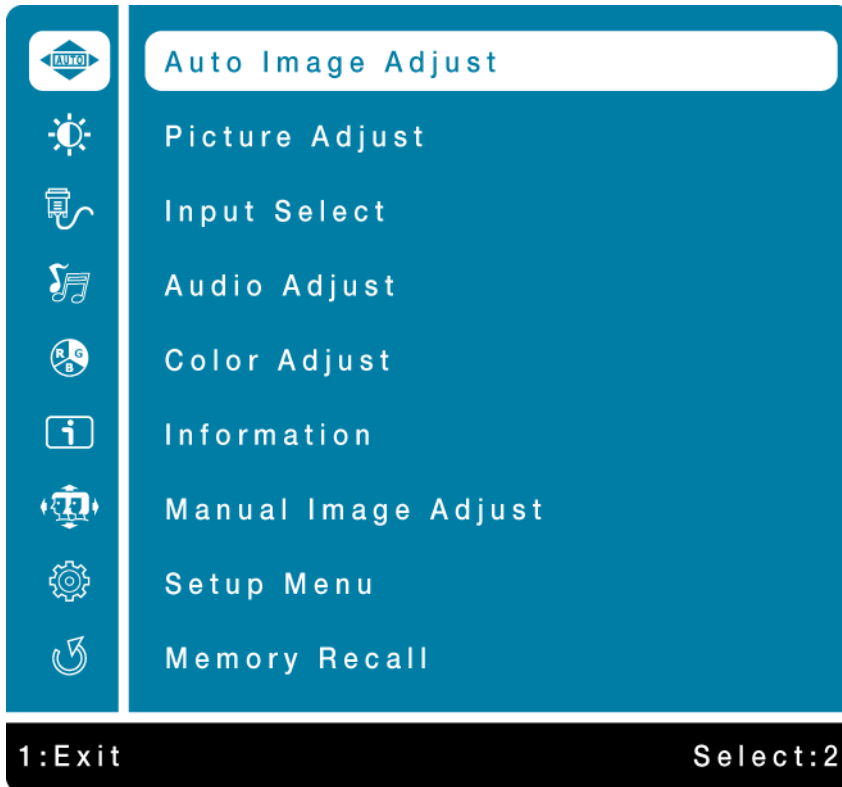 AUTO
Auto Image Adjust
Picture Adjust
Input Select
Audio Adjust
R G
B
Color Adjust
i
Information
Manual Image Adjust
Setup Menu
Memory Recall
1:Exit
Select:2